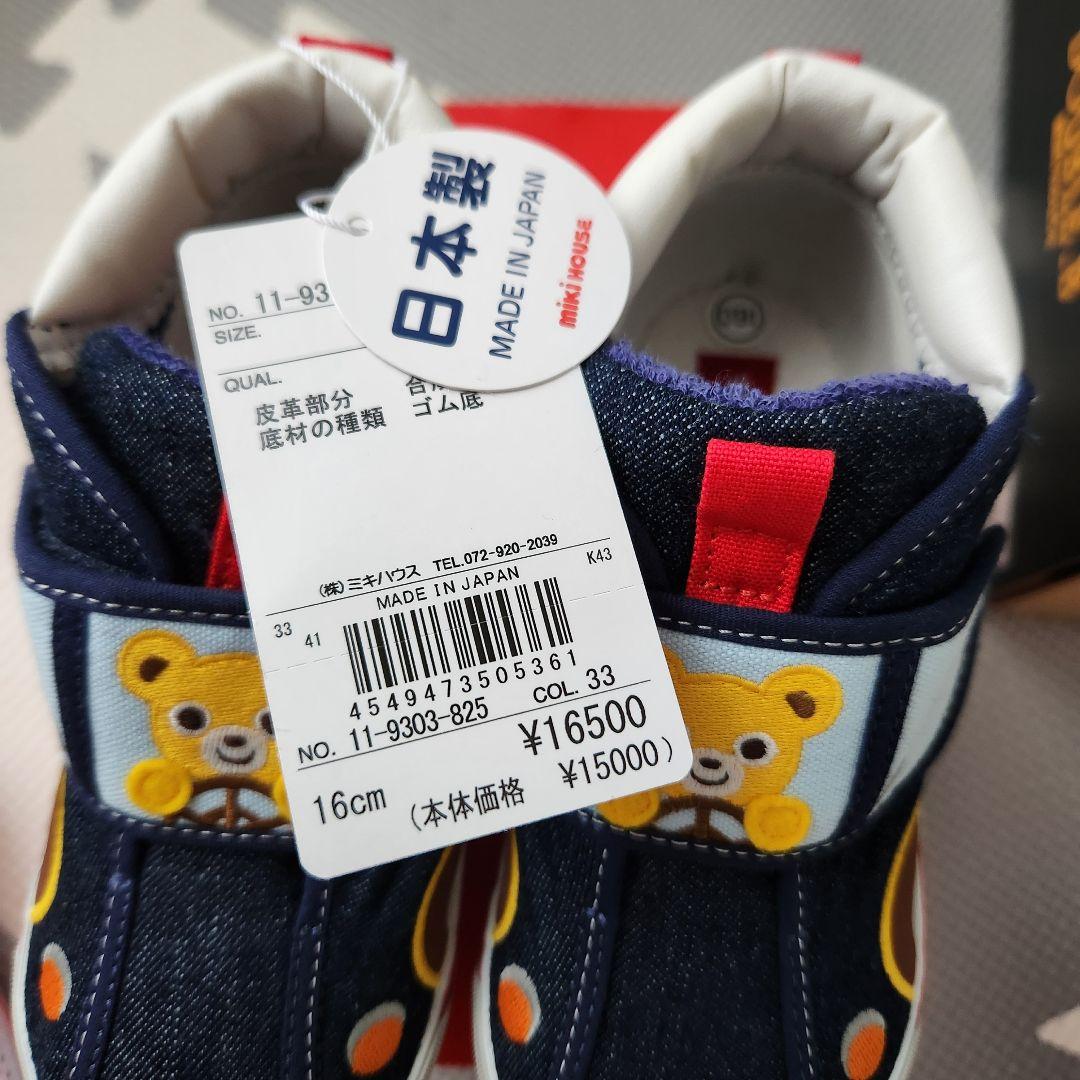 日本製
MADE IN JAPAN
miki HOUSE
NO. 11-93
SIZE.
QUAL.
皮革部分
底材の種類 ゴム底
(株)ミキハウス TEL.072-920-2039
MADE IN JAPAN
K43
33
41
4549473505361
NO. 11-9303-825 COL. 33
¥16500
16cm (本体価格 ¥15000)